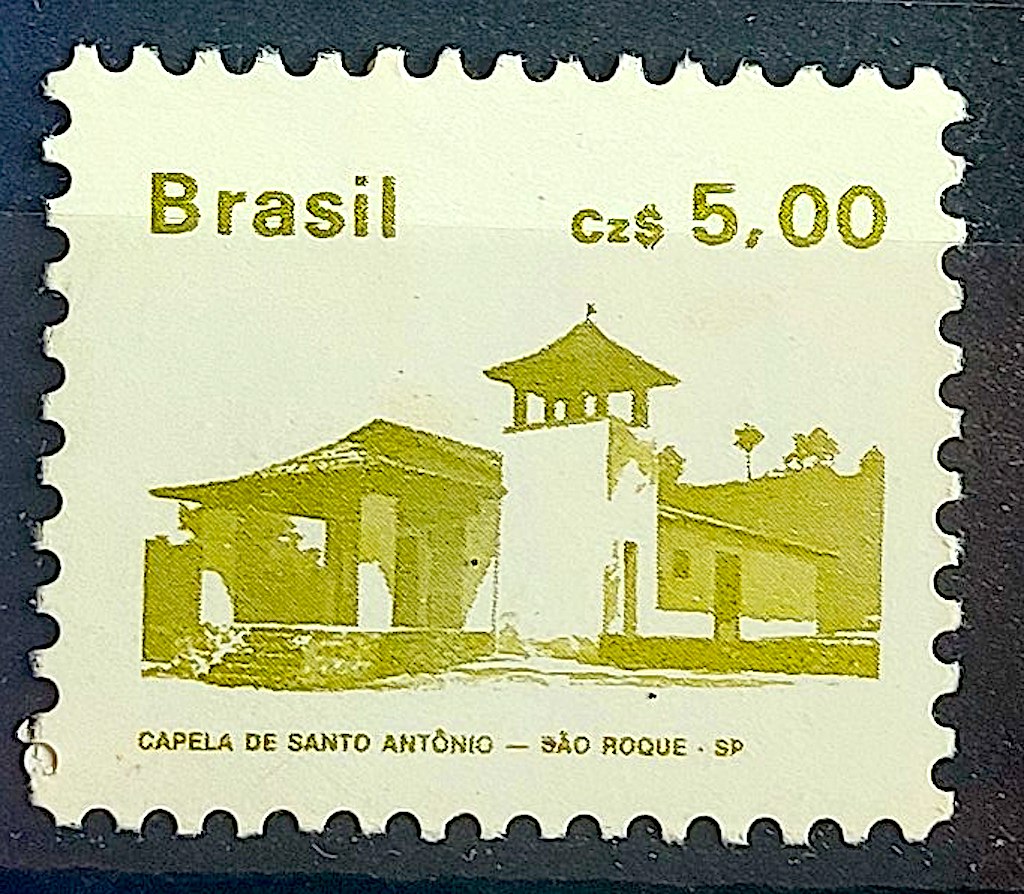 Brasil
Cz$ 5,00
CAPELA DE SANTO ANTÔNIO — SÃO ROQUE · SP